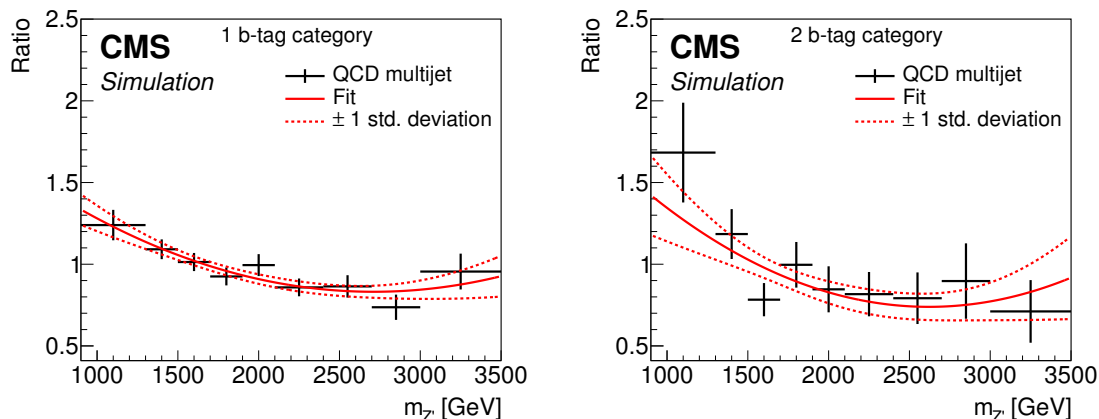 Ratio
2.5
2
1.5
1
0.5
CMS
Simulation
1 b-tag category
QCD multijet
Fit
± 1 std. deviation
1000 1500 2000 2500 3000 3500
m_Z' [GeV]
Ratio
2.5
2
1.5
1
0.5
CMS
Simulation
2 b-tag category
QCD multijet
Fit
± 1 std. deviation
1000 1500 2000 2500 3000 3500
m_Z' [GeV]